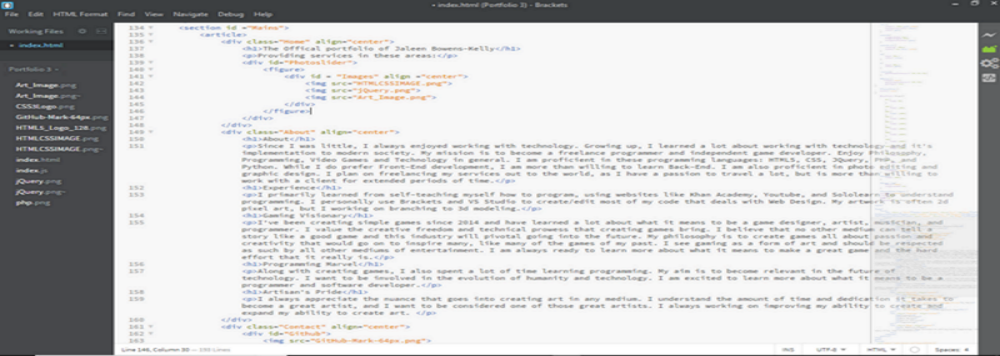 • index.html (Portfolio 3) - Brackets
File Edit HTML Format Find View Navigate Debug Help
Working Files
• index.html
Portfolio 3
Art_Image.png
Art_Image.png~
CSS3Logo.png
GitHub-Mark-64px.png
HTML5_Logo_128.png
HTMLCSSIMAGE.png
HTMLCSSIMAGE.png~
index.html
index.js
jQuery.png
jQuery.png~
php.png
134 <section id ="Mains">
135 <article>
136 <div class="Home" align="center">
137 <h1>The Offical portfolio of Jaleen Bowens-Kelly</h1>
138 <p>Providing services in these areas:</p>
139 <div id="Photoslider">
140 <figure>
141 <div id = "Images" align ="center">
142 <img src="HTMLCSSIMAGE.png">
143 <img src="jQuery.png">
144 <img src="Art_Image.png">
145 </div>
146 </figure>
147 </div>
148 </div>
149 <div class="About" align="center">
150 <h1>About</h1>
151 <p>Since I was little, I always enjoyed working with technology. Growing up, I learned a lot about working with technology and it's
implementation to modern society. My mission is to become a freelance programmer and independent game developer. Enjoy Philosophy,
Programming, Video Games and Technology in general. I am proficient in these programming languages: HTML5, CSS, JQuery, PHP, and
Python. While I do prefer Front-End development, I am more than willing to learn Back-End. I am also proficient in photo editing and
graphic design. I plan on freelancing my services out to the world, as I have a passion to travel a lot, but is more than willing to
work with a client for extended periods of time.</p>
152 <h1>Experience</h1>
153 <p>I primarily learned from self-teaching myself how to program, using websites like Khan Academy, Youtube, and Sololearn to understand
programming. I personally use Brackets and VS Studio to create/edit most of my code that deals with Web Design. My artwork is often 2d
pixel art, but I working on branching to 3d modeling.</p>
154 <h1>Gaming Visionary</h1>
155 <p>I've been creating simple games since 2014 and have learned a lot about what it means to be a game designer, artist, musician, and
programmer. I value the creative freedom and technical prowess that creating games bring. I believe that no other medium can tell a
story like a good game and this industry will pivotal going into the future. My philosophy is to create games all about passion and
creativity that would go on to inspire many, like many of the games of my past. I see gaming as a form of art and should be respected
as such by all other mediums of entertainment. I am always ready to learn more about what it means to make a great game and the hard
effort that it really is.</p>
156 <h1>Programming Marvel</h1>
157 <p>Along with creating games, I also spent a lot of time learning programming. My aim is to become relevant in the future of
technology. I want to be involved in the evolution of humanity and technology. I am excited to learn more about what it means to be a
programmer and software developer.</p>
158 <h1>Artisan's Pride</h1>
159 <p>I always appreciate the nuance that goes into creating art in any medium. I understand the amount of time and dedication it takes to
become a great artist, and I want to be considered one of those great artists. I always working on improving my ability to create and
expand my ability to create art. </p>
160 </div>
161 <div class="Contact" align="center">
162 <div id="Github">
163 <img src="GitHub-Mark-64px.png">
Line 146, Column 30 — 190 Lines
INS UTF-8 HTML Spaces: 4